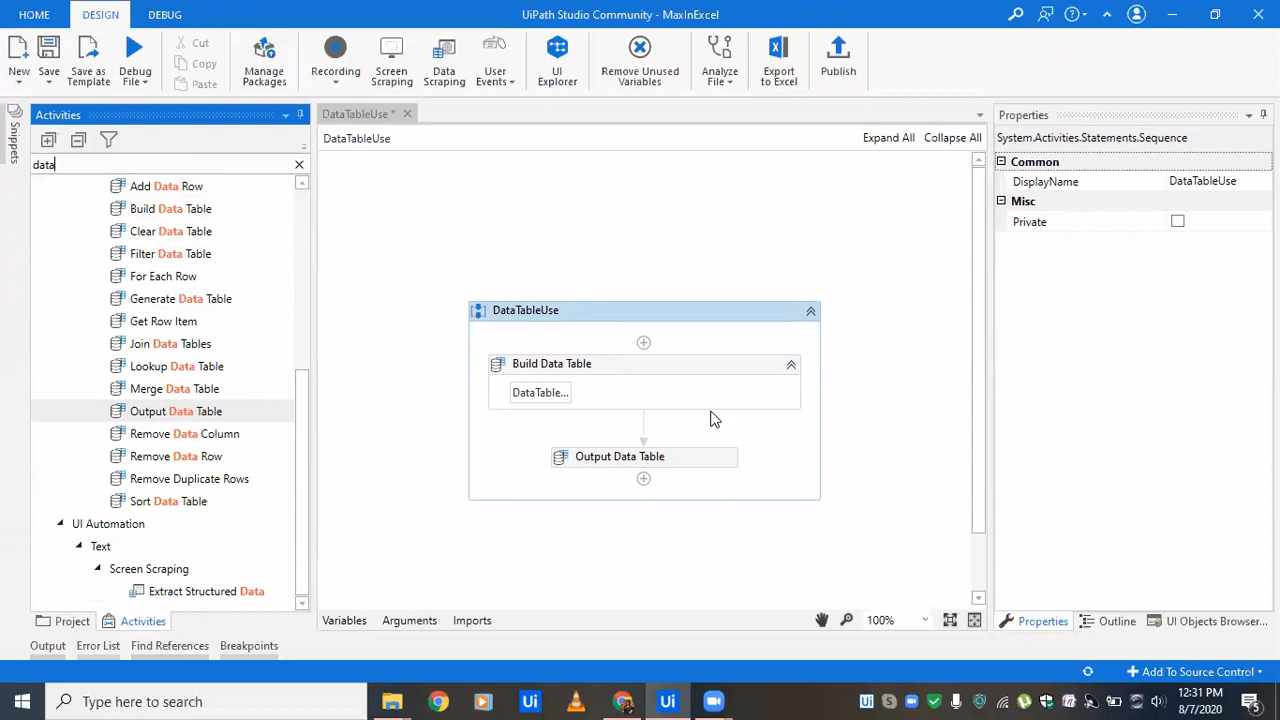 HOME
DESIGN
DEBUG
UiPath Studio Community - MaxInExcel
New
Save
Save as Template
Debug File
Cut
Copy
Paste
Manage Packages
Recording
Screen Scraping
Data Scraping
User Events
UI Explorer
Remove Unused Variables
Analyze File
Export to Excel
Publish
Snippets
Activities
data
Add Data Row
Build Data Table
Clear Data Table
Filter Data Table
For Each Row
Generate Data Table
Get Row Item
Join Data Tables
Lookup Data Table
Merge Data Table
Output Data Table
Remove Data Column
Remove Data Row
Remove Duplicate Rows
Sort Data Table
UI Automation
Text
Screen Scraping
Extract Structured Data
Project
Activities
DataTableUse *
DataTableUse
Expand All
Collapse All
DataTableUse
Build Data Table
DataTable...
Output Data Table
Variables
Arguments
Imports
100%
Properties
System.Activities.Statements.Sequence
Common
DisplayName
DataTableUse
Misc
Private
Properties
Outline
UI Objects Browser...
Output
Error List
Find References
Breakpoints
Add To Source Control
Type here to search
12:31 PM
8/7/2020
5